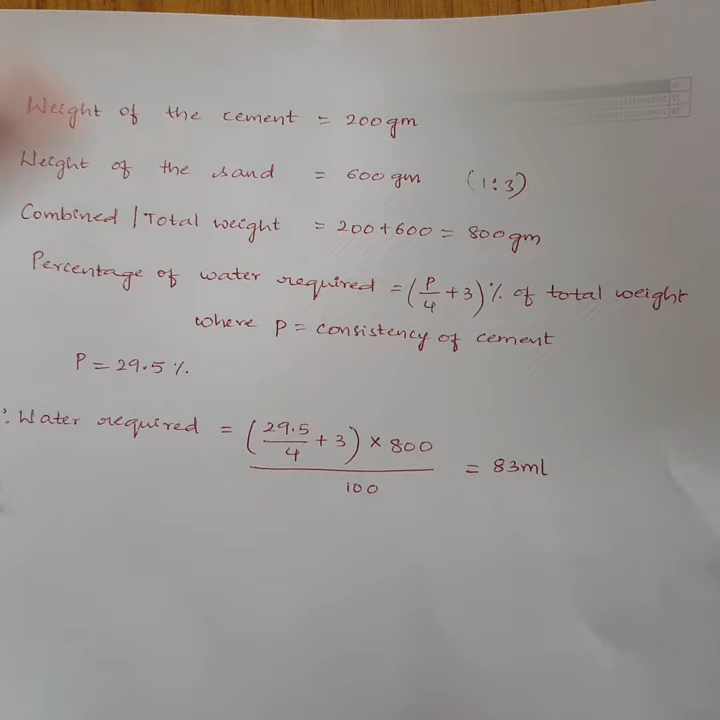 Weight of the cement = 200gm
Weight of the sand = 600gm (1:3)
Combined / Total weight = 200+600 = 800gm
Percentage of water required = (P/4 + 3) % of total weight
where P = consistency of cement
P = 29.5 %.
∴ Water required = (29.5/4 + 3) × 800 / 100 = 83ml